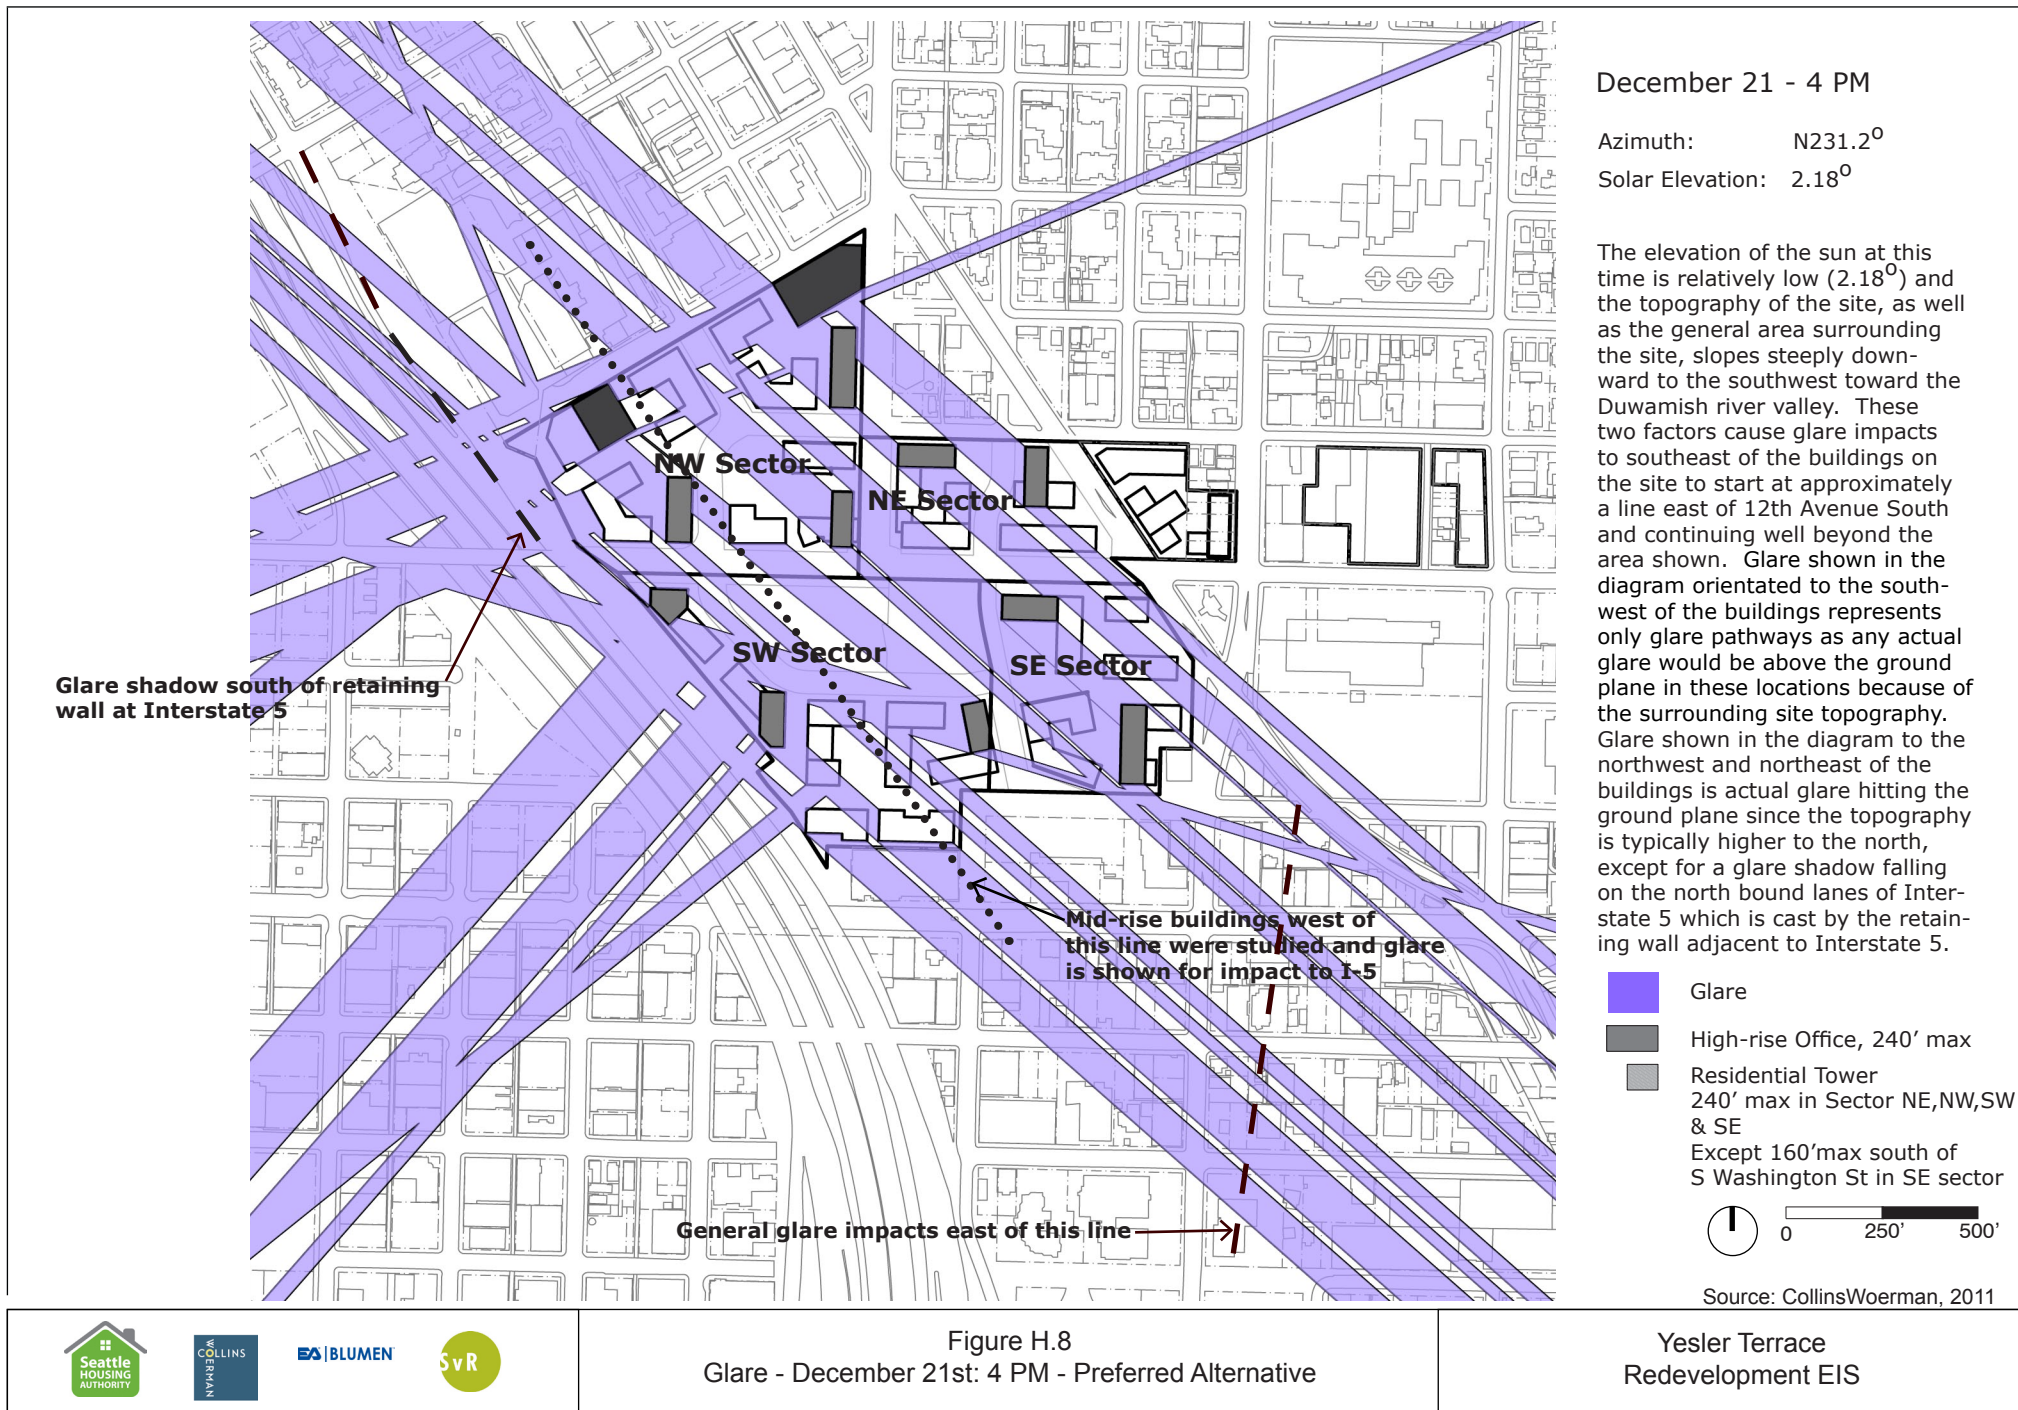 December 21 - 4 PM
Azimuth: N231.2°
Solar Elevation: 2.18°
The elevation of the sun at this
time is relatively low (2.18°) and
the topography of the site, as well
as the general area surrounding
the site, slopes steeply down-
ward to the southwest toward the
Duwamish river valley. These
two factors cause glare impacts
to southeast of the buildings on
the site to start at approximately
a line east of 12th Avenue South
and continuing well beyond the
area shown. Glare shown in the
diagram orientated to the south-
west of the buildings represents
only glare pathways as any actual
glare would be above the ground
plane in these locations because of
the surrounding site topography.
Glare shown in the diagram to the
northwest and northeast of the
buildings is actual glare hitting the
ground plane since the topography
is typically higher to the north,
except for a glare shadow falling
on the north bound lanes of Inter-
state 5 which is cast by the retain-
ing wall adjacent to Interstate 5.
Glare
High-rise Office, 240' max
Residential Tower
240' max in Sector NE,NW,SW
& SE
Except 160'max south of
S Washington St in SE sector
0 250' 500'
Source: CollinsWoerman, 2011
NW Sector
NE Sector
SW Sector
SE Sector
Glare shadow south of retaining
wall at Interstate 5
Mid-rise buildings west of
this line were studied and glare
is shown for impact to I-5
General glare impacts east of this line
Seattle
HOUSING
AUTHORITY
COLLINS
WOERMAN
EA|BLUMEN
SvR
Figure H.8
Glare - December 21st: 4 PM - Preferred Alternative
Yesler Terrace
Redevelopment EIS